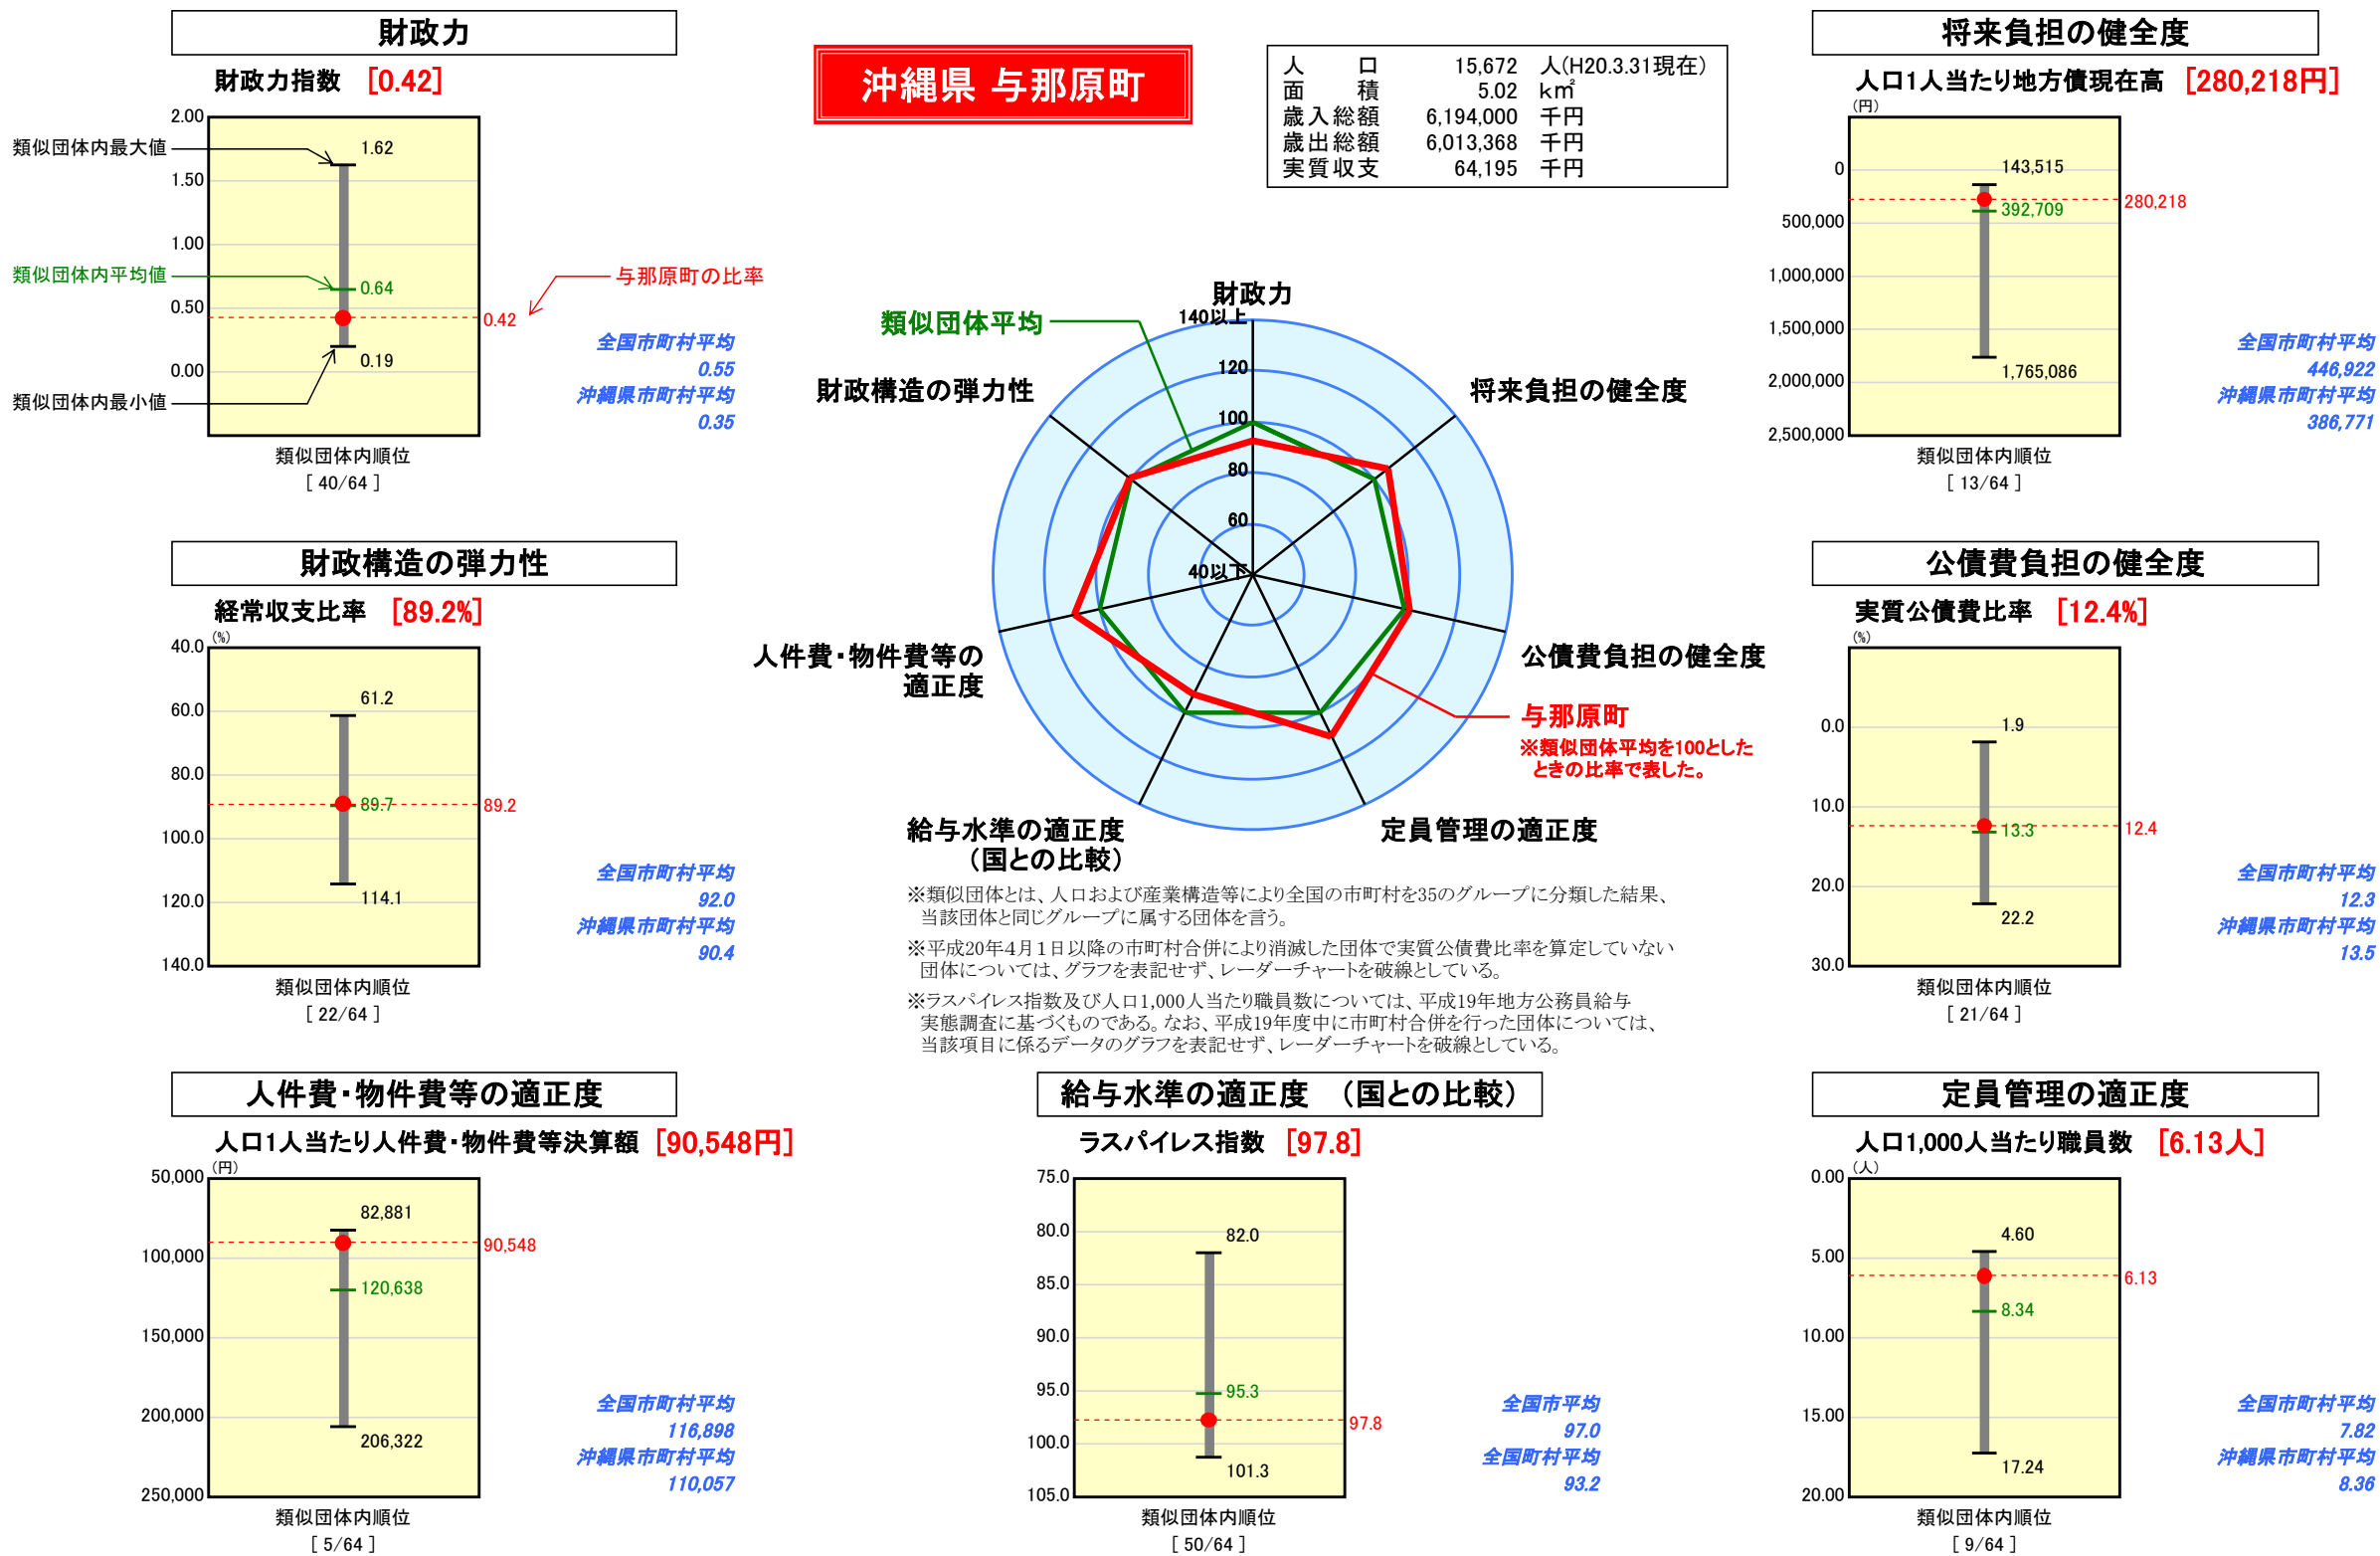 財政力
財政力指数 [0.42]
2.00
1.50
1.00
0.50
0.00
類似団体内最大値
類似団体内平均値
類似団体内最小値
1.62
0.64
0.19
0.42
与那原町の比率
全国市町村平均
0.55
沖縄県市町村平均
0.35
類似団体内順位
[ 40/64 ]
沖縄県 与那原町
人 口 15,672 人(H20.3.31現在)
面 積 5.02 k㎡
歳入総額 6,194,000 千円
歳出総額 6,013,368 千円
実質収支 64,195 千円
将来負担の健全度
人口1人当たり地方債現在高 [280,218円]
(円)
0
500,000
1,000,000
1,500,000
2,000,000
2,500,000
143,515
392,709
1,765,086
280,218
全国市町村平均
446,922
沖縄県市町村平均
386,771
類似団体内順位
[ 13/64 ]
財政力
140以上
120
100
80
60
40以下
類似団体平均
財政構造の弾力性
将来負担の健全度
人件費・物件費等の
適正度
公債費負担の健全度
与那原町
※類似団体平均を100とした
ときの比率で表した。
給与水準の適正度
(国との比較)
定員管理の適正度
※類似団体とは、人口および産業構造等により全国の市町村を35のグループに分類した結果、
当該団体と同じグループに属する団体を言う。
※平成20年4月1日以降の市町村合併により消滅した団体で実質公債費比率を算定していない
団体については、グラフを表記せず、レーダーチャートを破線としている。
※ラスパイレス指数及び人口1,000人当たり職員数については、平成19年地方公務員給与
実態調査に基づくものである。なお、平成19年度中に市町村合併を行った団体については、
当該項目に係るデータのグラフを表記せず、レーダーチャートを破線としている。
財政構造の弾力性
経常収支比率 [89.2%]
(%)
40.0
60.0
80.0
100.0
120.0
140.0
61.2
89.7
114.1
89.2
全国市町村平均
92.0
沖縄県市町村平均
90.4
類似団体内順位
[ 22/64 ]
公債費負担の健全度
実質公債費比率 [12.4%]
(%)
0.0
10.0
20.0
30.0
1.9
13.3
22.2
12.4
全国市町村平均
12.3
沖縄県市町村平均
13.5
類似団体内順位
[ 21/64 ]
人件費・物件費等の適正度
人口1人当たり人件費・物件費等決算額 [90,548円]
(円)
50,000
100,000
150,000
200,000
250,000
82,881
120,638
206,322
90,548
全国市町村平均
116,898
沖縄県市町村平均
110,057
類似団体内順位
[ 5/64 ]
給与水準の適正度 (国との比較)
ラスパイレス指数 [97.8]
75.0
80.0
85.0
90.0
95.0
100.0
105.0
82.0
95.3
101.3
97.8
全国市平均
97.0
全国町村平均
93.2
類似団体内順位
[ 50/64 ]
定員管理の適正度
人口1,000人当たり職員数 [6.13人]
(人)
0.00
5.00
10.00
15.00
20.00
4.60
8.34
17.24
6.13
全国市町村平均
7.82
沖縄県市町村平均
8.36
類似団体内順位
[ 9/64 ]